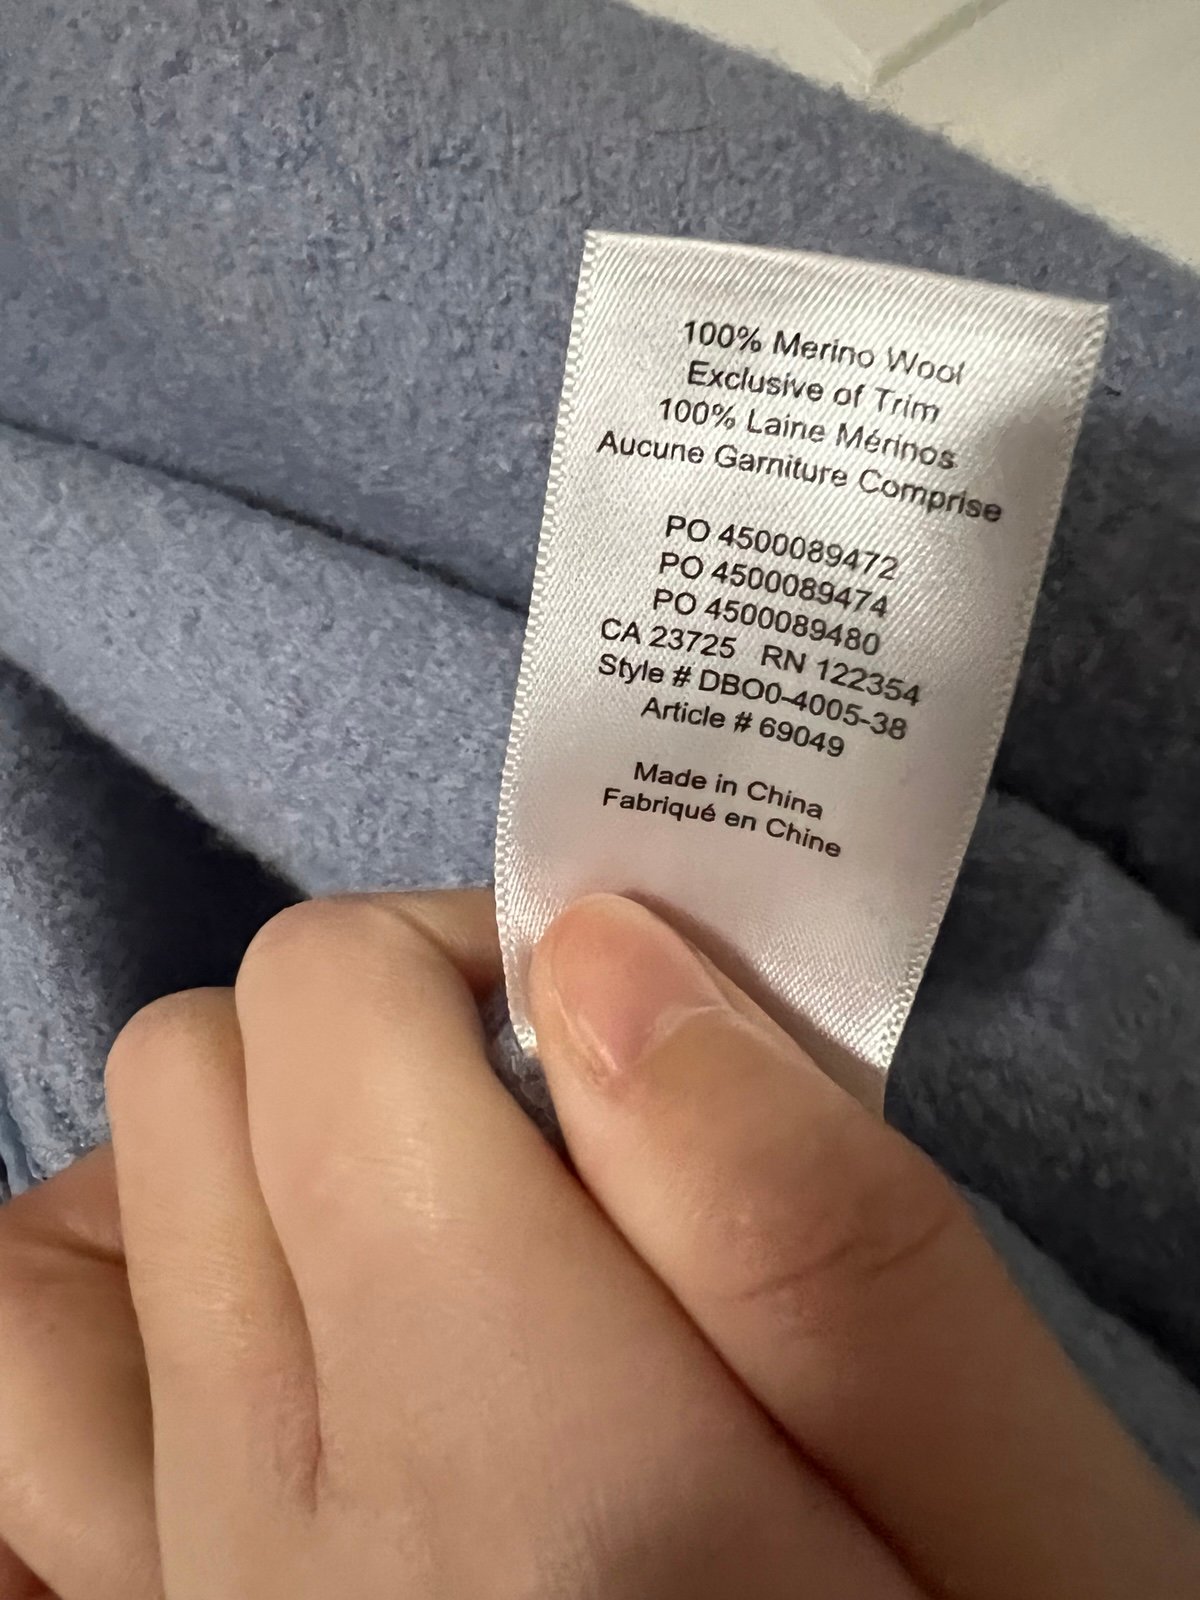 100% Merino Wool
Exclusive of Trim
100% Laine Mérinos
Aucune Garniture Comprise
PO 4500089472
PO 4500089474
PO 4500089480
CA 23725 RN 122354
Style # DBO0-4005-38
Article # 69049
Made in China
Fabriqué en Chine